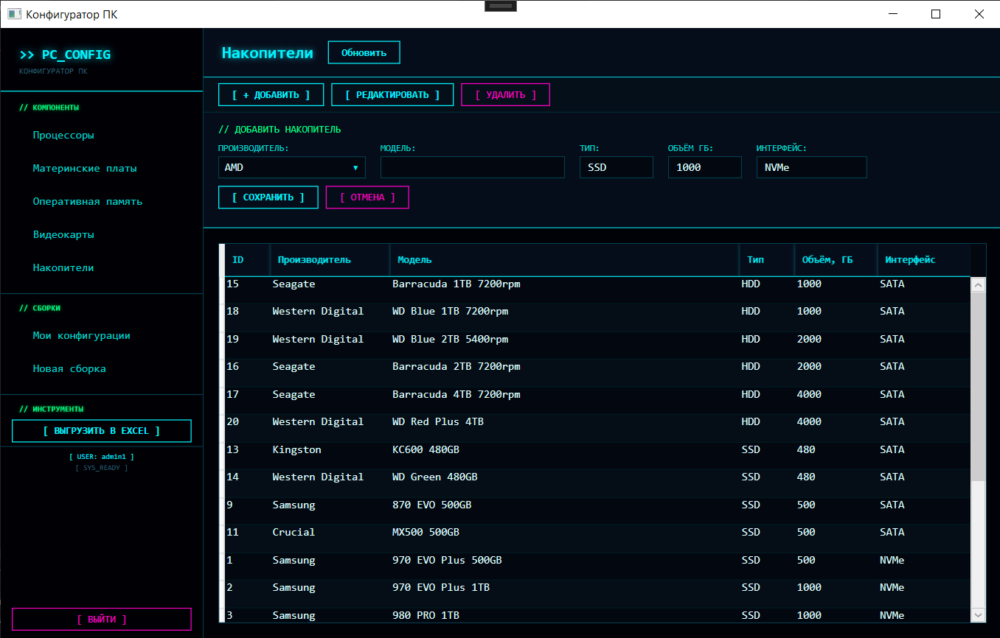 Конфигуратор ПК
>> PC_CONFIG
КОНФИГУРАТОР ПК
// КОМПОНЕНТЫ
Процессоры
Материнские платы
Оперативная память
Видеокарты
Накопители
// СБОРКИ
Мои конфигурации
Новая сборка
// ИНСТРУМЕНТЫ
[ ВЫГРУЗИТЬ В EXCEL ]
[ USER: admin1 ]
[ SYS_READY ]
[ ВЫЙТИ ]
Накопители Обновить
[ + ДОБАВИТЬ ] [ РЕДАКТИРОВАТЬ ] [ УДАЛИТЬ ]
// ДОБАВИТЬ НАКОПИТЕЛЬ
ПРОИЗВОДИТЕЛЬ: МОДЕЛЬ: ТИП: ОБЪЁМ ГБ: ИНТЕРФЕЙС:
AMD SSD 1000 NVMe
[ СОХРАНИТЬ ] [ ОТМЕНА ]
ID Производитель Модель Тип Объём, ГБ Интерфейс
15 Seagate Barracuda 1TB 7200rpm HDD 1000 SATA
18 Western Digital WD Blue 1TB 7200rpm HDD 1000 SATA
19 Western Digital WD Blue 2TB 5400rpm HDD 2000 SATA
16 Seagate Barracuda 2TB 7200rpm HDD 2000 SATA
17 Seagate Barracuda 4TB 7200rpm HDD 4000 SATA
20 Western Digital WD Red Plus 4TB HDD 4000 SATA
13 Kingston KC600 480GB SSD 480 SATA
14 Western Digital WD Green 480GB SSD 480 SATA
9 Samsung 870 EVO 500GB SSD 500 SATA
11 Crucial MX500 500GB SSD 500 SATA
1 Samsung 970 EVO Plus 500GB SSD 500 NVMe
2 Samsung 970 EVO Plus 1TB SSD 1000 NVMe
3 Samsung 980 PRO 1TB SSD 1000 NVMe